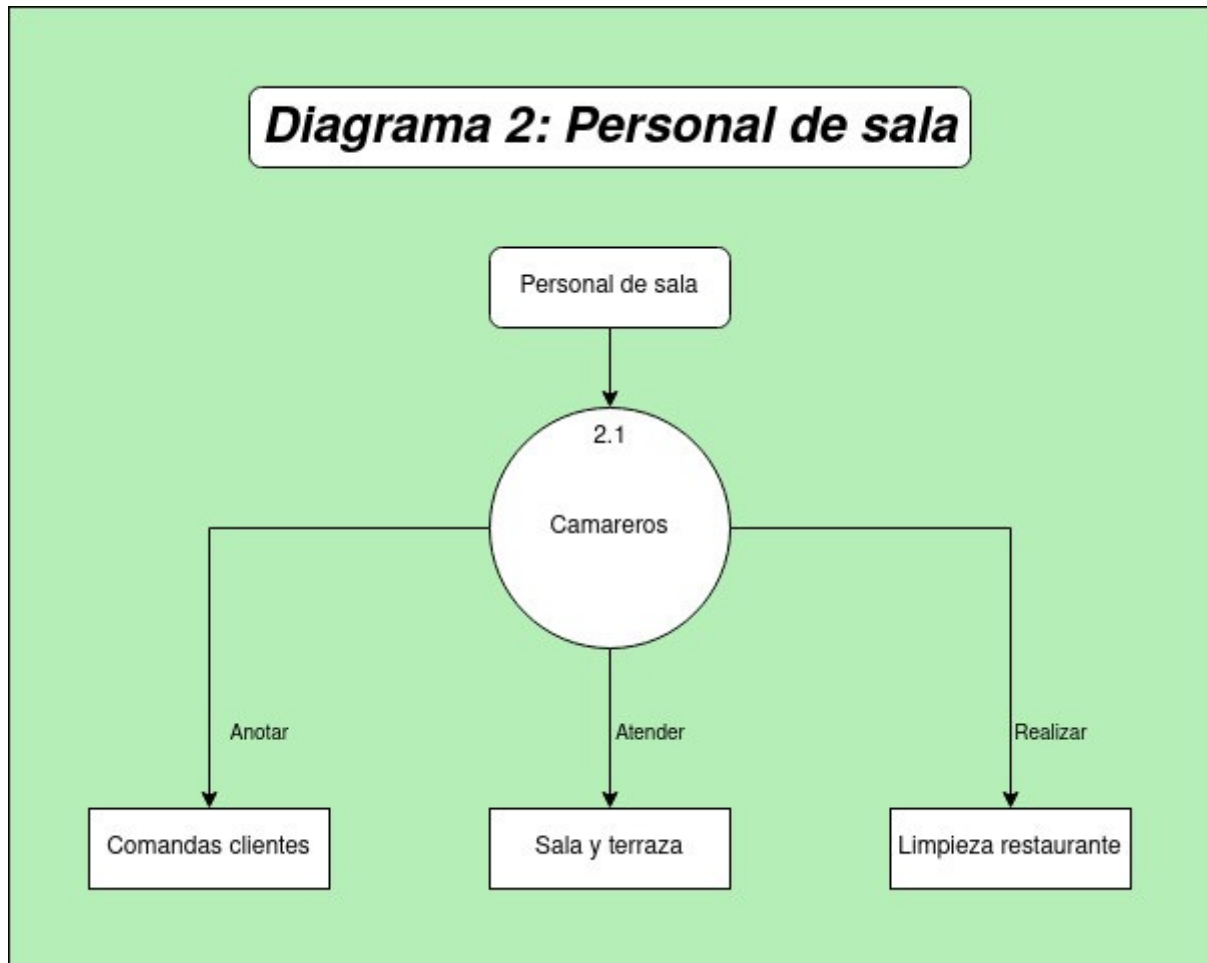 Diagrama 2: Personal de sala
Personal de sala
2.1
Camareros
Anotar
Atender
Realizar
Comandas clientes
Sala y terraza
Limpieza restaurante